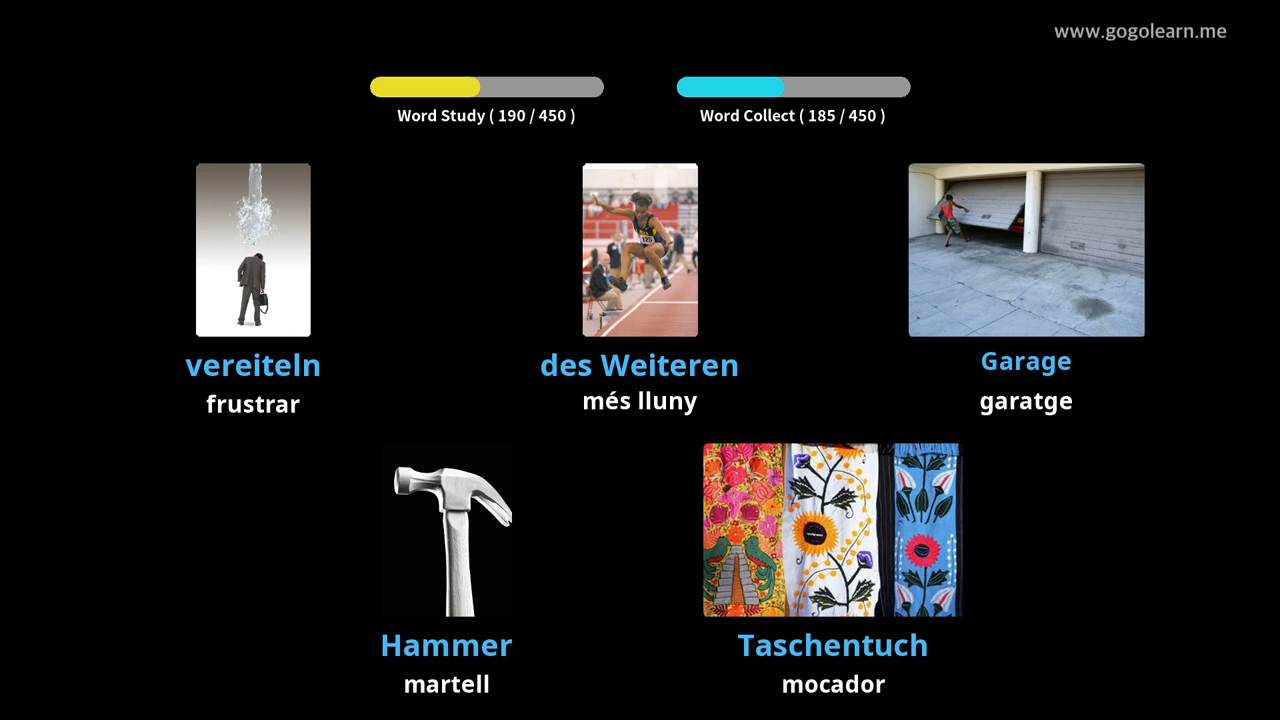 www.gogolearn.me
Word Study ( 190 / 450 )
Word Collect ( 185 / 450 )
vereiteln
frustrar
des Weiteren
més lluny
Garage
garatge
Hammer
martell
Taschentuch
mocador